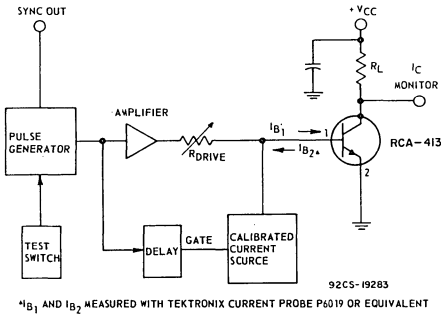 SYNC OUT
+ VCC
RL
IC
MONITOR
AMPLIFIER
PULSE
GENERATOR
RDRIVE
IB1*
IB2*
1
RCA-413
2
TEST
SWITCH
DELAY
GATE
CALIBRATED
CURRENT
SOURCE
92CS-19283
*IB1 AND IB2 MEASURED WITH TEKTRONIX CURRENT PROBE P6019 OR EQUIVALENT